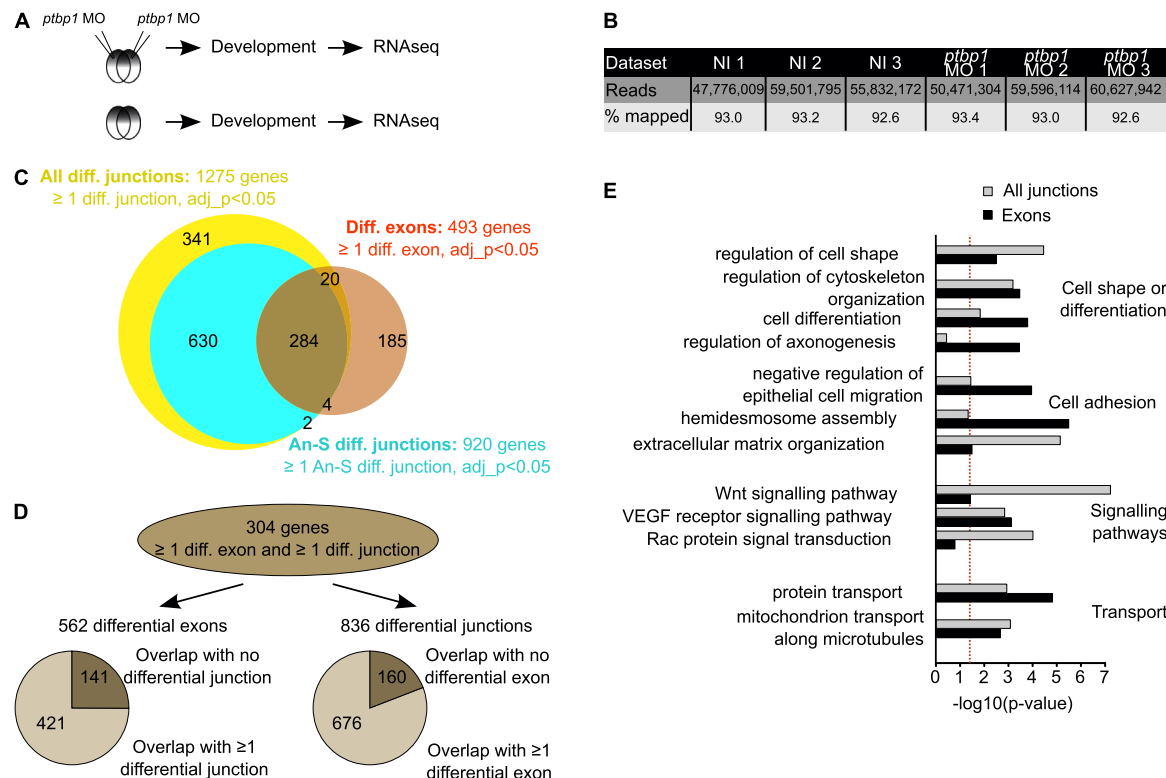 A
ptbp1 MO
ptbp1 MO
Development
RNAseq
Development
RNAseq
B
Dataset NI 1 NI 2 NI 3 ptbp1 MO 1 ptbp1 MO 2 ptbp1 MO 3
Reads 47,776,009 59,501,795 55,832,172 50,471,304 59,596,114 60,627,942
% mapped 93.0 93.2 92.6 93.4 93.0 92.6
C
All diff. junctions: 1275 genes
≥ 1 diff. junction, adj_p<0.05
Diff. exons: 493 genes
≥ 1 diff. exon, adj_p<0.05
341
20
630
284
185
4
2
An-S diff. junctions: 920 genes
≥ 1 An-S diff. junction, adj_p<0.05
D
304 genes
≥ 1 diff. exon and ≥ 1 diff. junction
562 differential exons
836 differential junctions
Overlap with no
differential junction
141
421
Overlap with ≥1
differential junction
Overlap with no
differential exon
160
676
Overlap with ≥1
differential exon
E
All junctions
Exons
regulation of cell shape
regulation of cytoskeleton
organization
cell differentiation
regulation of axonogenesis
Cell shape or
differentiation
negative regulation of
epithelial cell migration
hemidesmosome assembly
extracellular matrix organization
Cell adhesion
Wnt signalling pathway
VEGF receptor signalling pathway
Rac protein signal transduction
Signalling
pathways
protein transport
mitochondrion transport
along microtubules
Transport
0 1 2 3 4 5 6 7
-log10(p-value)